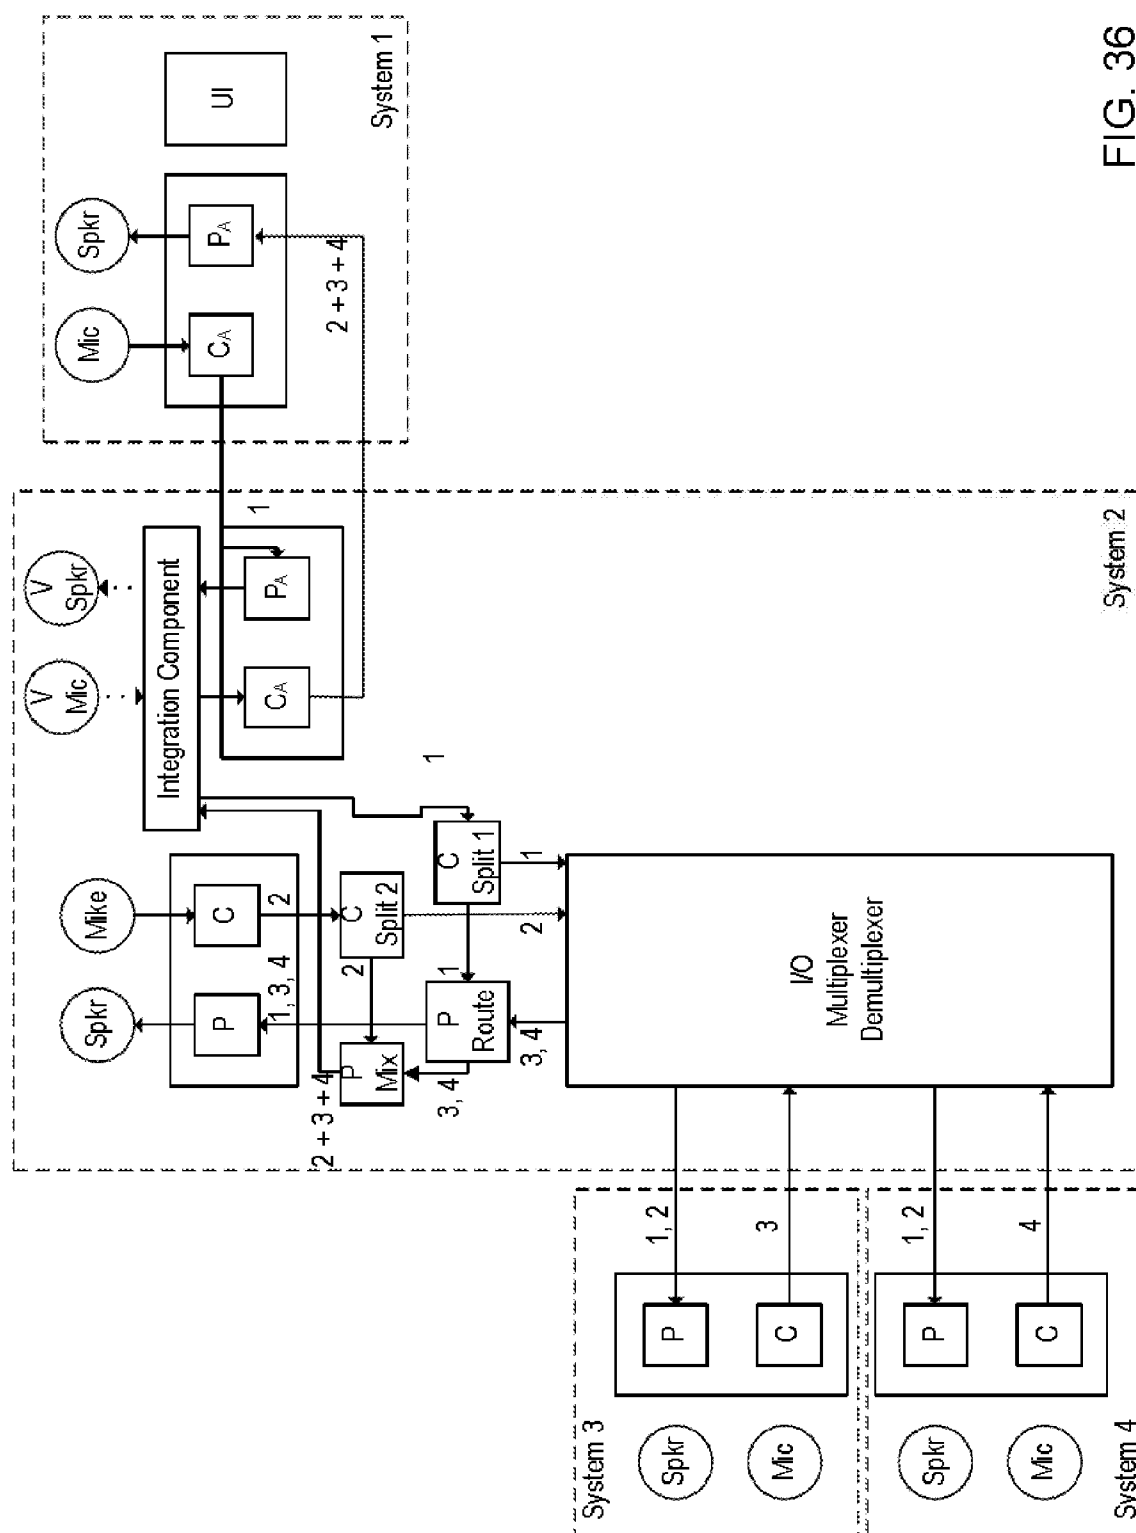 System 3
Spkr
Mic
P
C
1, 2
3
System 4
Spkr
Mic
P
C
1, 2
4
Spkr
Mike
P
C
2 + 3 + 4
1, 3, 4
2
P
Mix
2
C
Split 2
3, 4
P
Route
1
C
Split 1
1
3, 4
2
1
I/O
Multiplexer
Demultiplexer
V
Mic
V
Spkr
Integration Component
CA
PA
1
System 2
Mic
Spkr
CA
PA
UI
2 + 3 + 4
System 1
FIG. 36